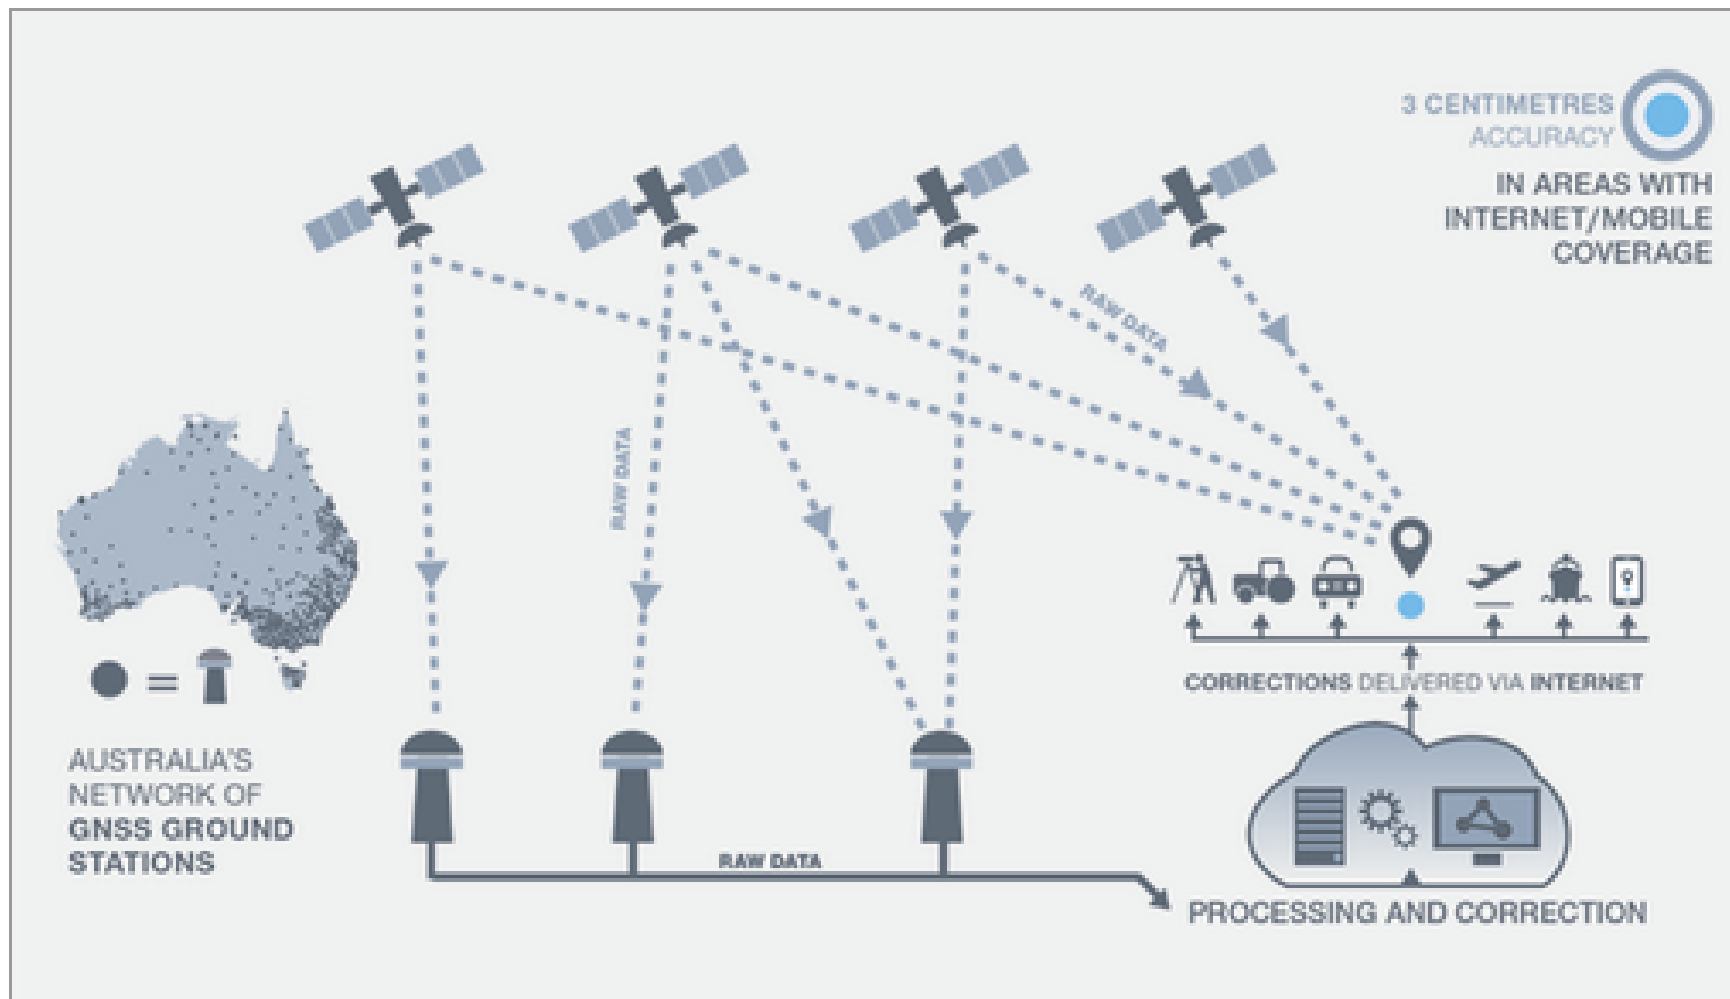 3 CENTIMETRES
ACCURACY
IN AREAS WITH
INTERNET/MOBILE
COVERAGE
RAW DATA
RAW DATA
CORRECTIONS DELIVERED VIA INTERNET
AUSTRALIA'S
NETWORK OF
GNSS GROUND
STATIONS
RAW DATA
PROCESSING AND CORRECTION